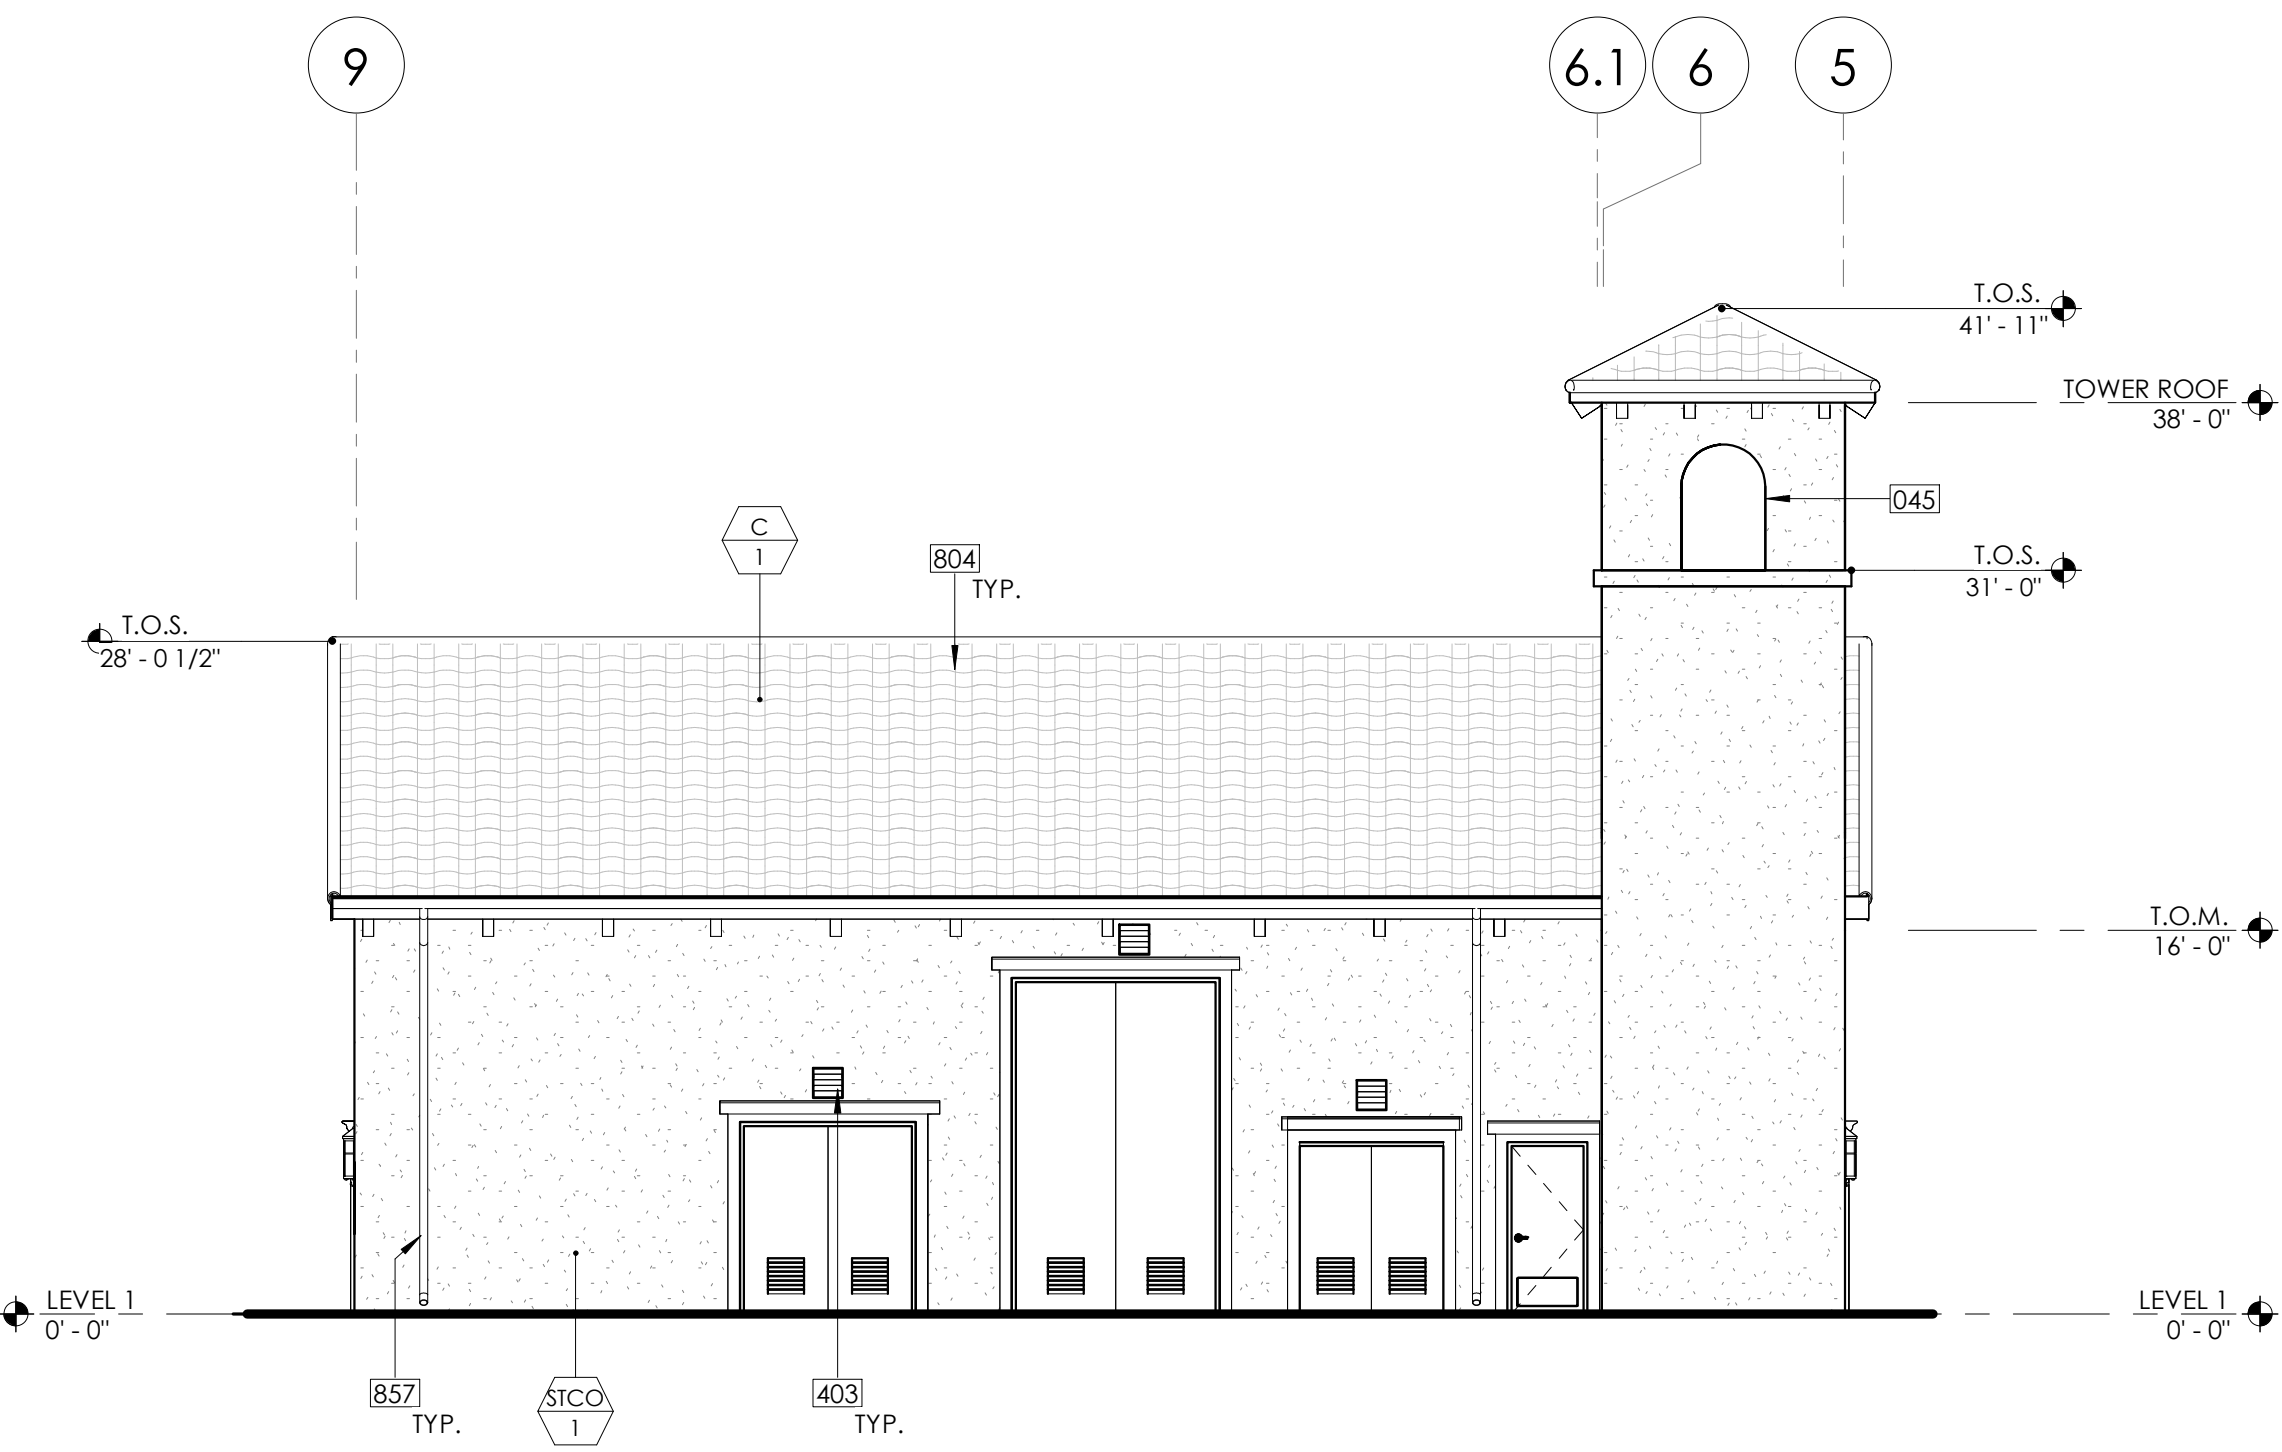 9
6.1
6
5
T.O.S.
41' - 11"
TOWER ROOF
38' - 0"
045
C
1
804
TYP.
T.O.S.
31' - 0"
T.O.S.
28' - 0 1/2"
T.O.M.
16' - 0"
LEVEL 1
0' - 0"
LEVEL 1
0' - 0"
857
TYP.
STCO
1
403
TYP.